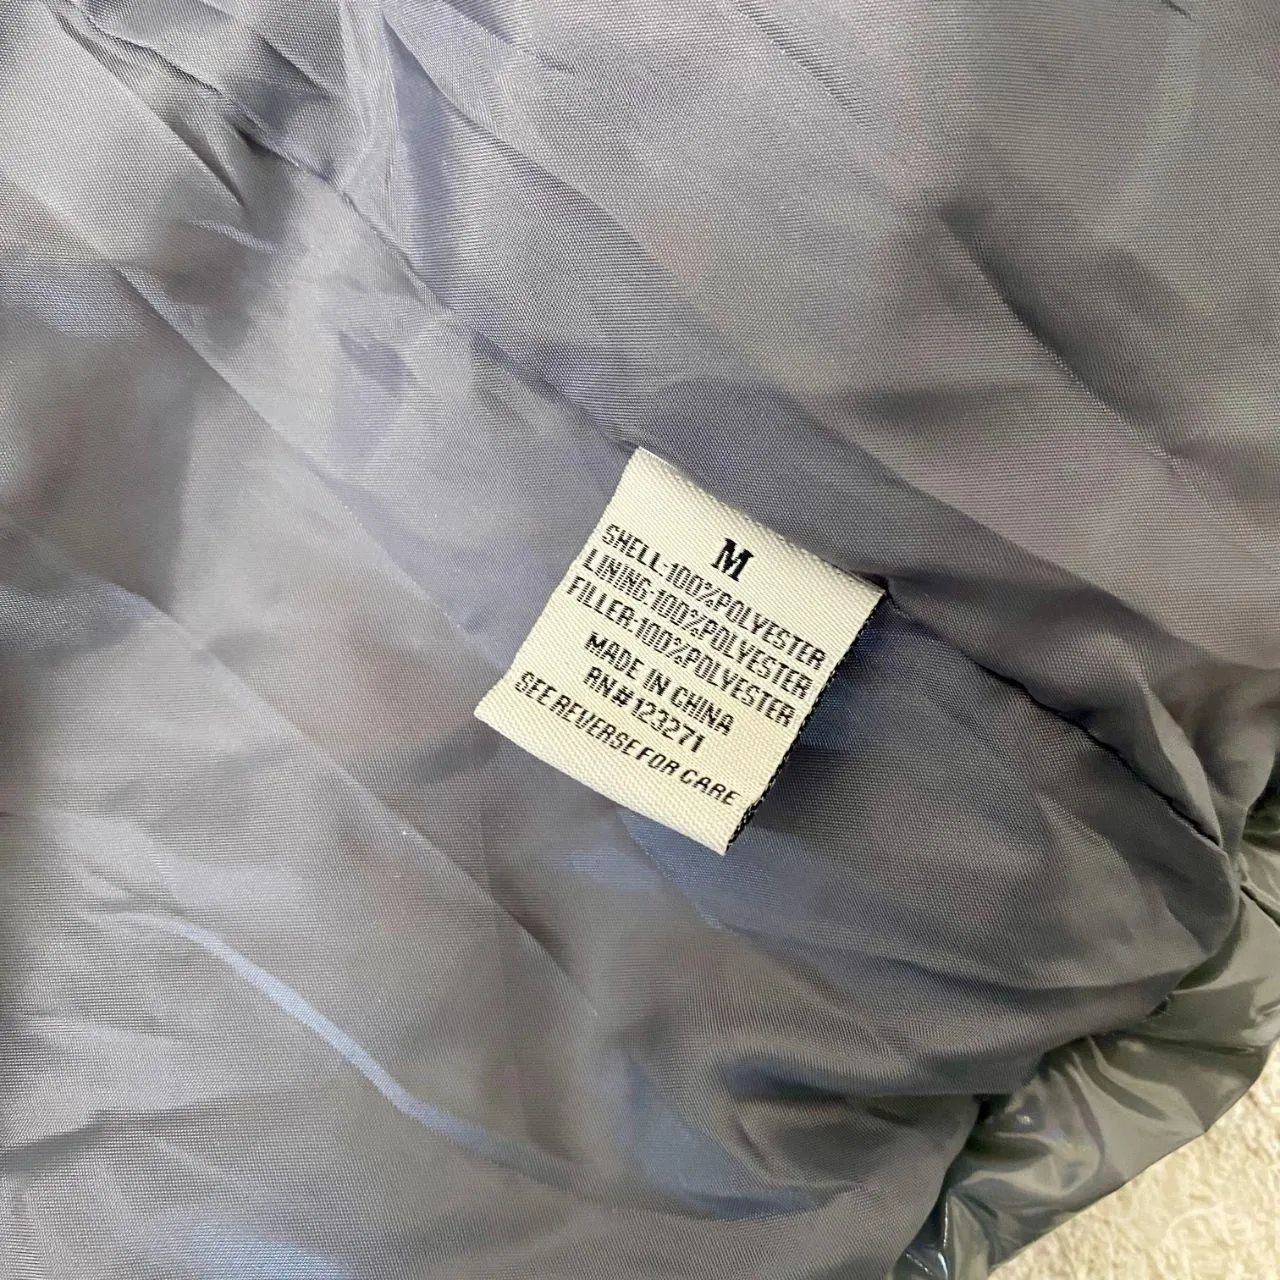 M
SHELL:100%POLYESTER
LINING:100%POLYESTER
FILLER:100%POLYESTER
MADE IN CHINA
RN#123271
SEE REVERSE FOR CARE